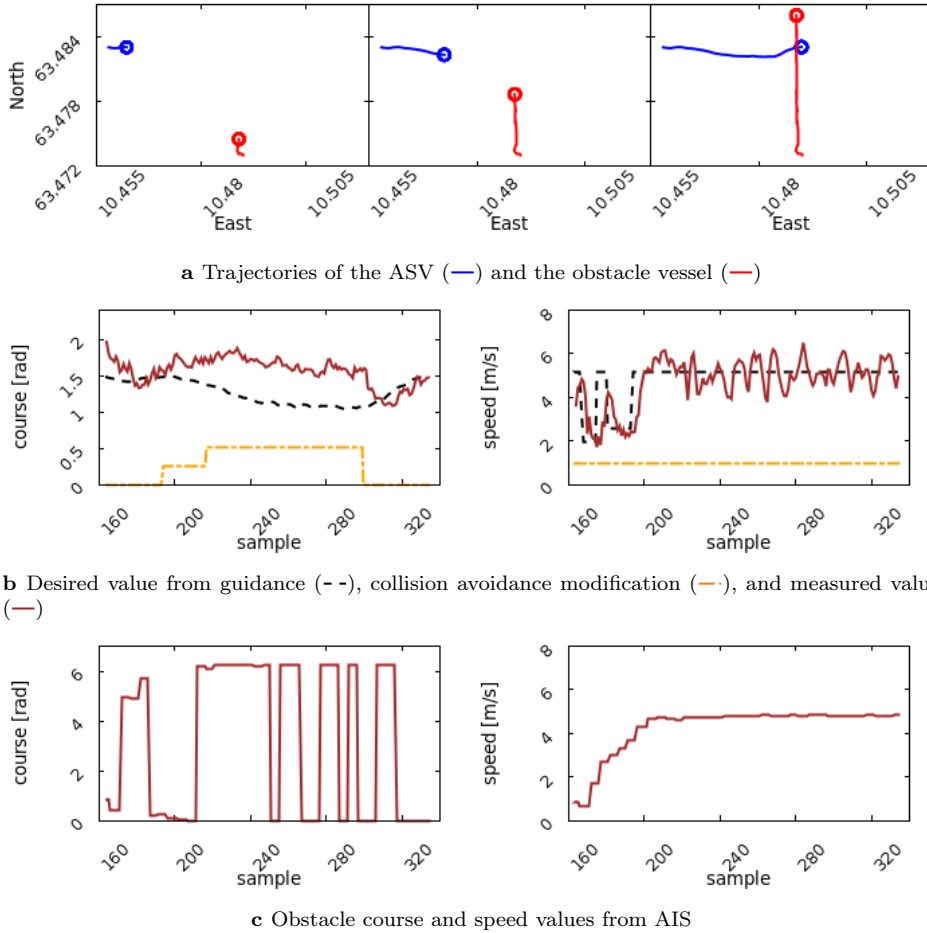 North
63.484
63.478
63.472
10.455 10.48 10.505 10.455 10.48 10.505 10.455 10.48 10.505
East East East
a Trajectories of the ASV (—) and the obstacle vessel (—)
course [rad]
2
1.5
1
0.5
0
160 200 240 280 320
sample
speed [m/s]
8
6
4
2
0
160 200 240 280 320
sample
b Desired value from guidance (- -), collision avoidance modification (—·), and measured valu
(—)
course [rad]
6
4
2
0
160 200 240 280 320
sample
speed [m/s]
8
6
4
2
0
160 200 240 280 320
sample
c Obstacle course and speed values from AIS